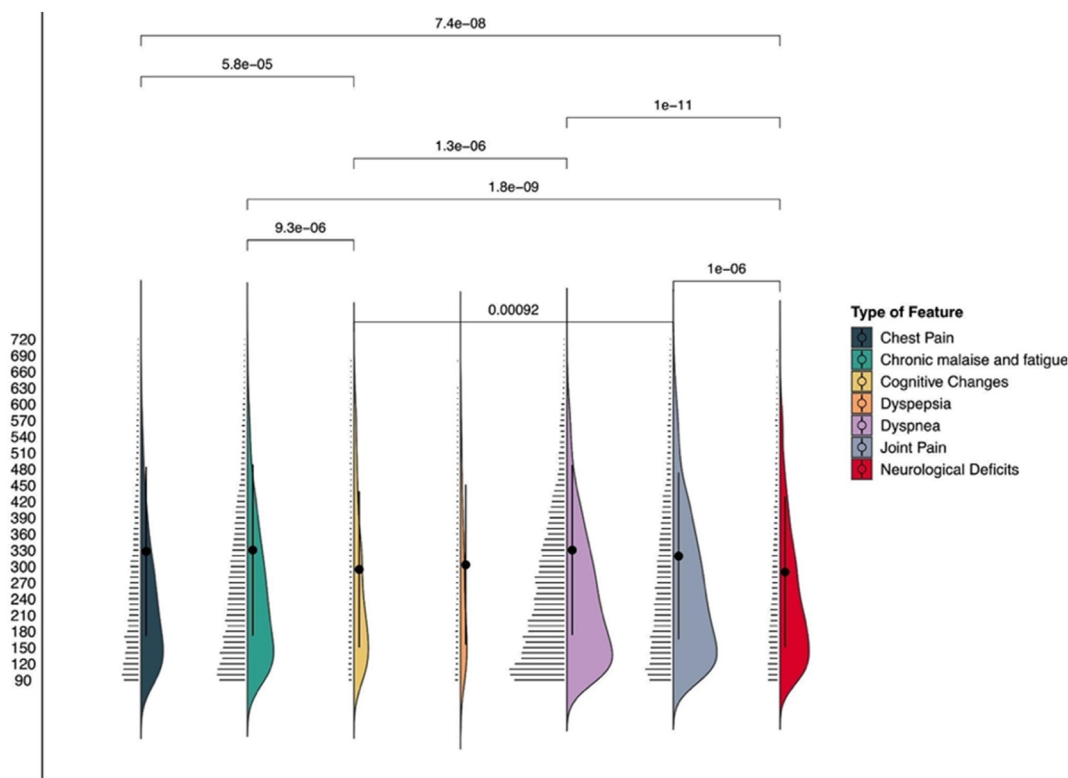 7.4e−08
5.8e−05
1e−11
1.3e−06
1.8e−09
9.3e−06
1e−06
0.00092
720
690
660
630
600
570
540
510
480
450
420
390
360
330
300
270
240
210
180
150
120
90
Type of Feature
Chest Pain
Chronic malaise and fatigue
Cognitive Changes
Dyspepsia
Dyspnea
Joint Pain
Neurological Deficits